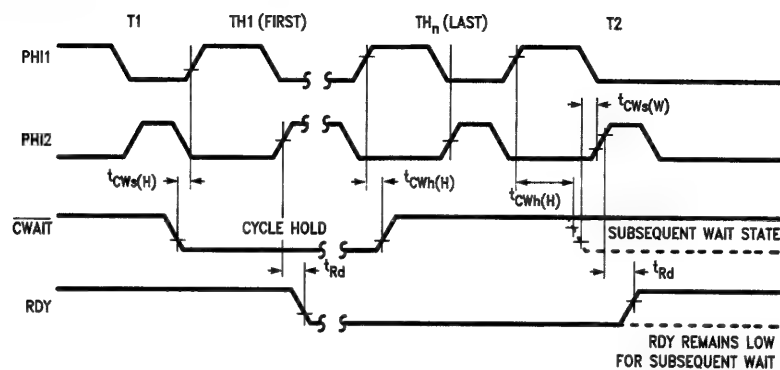 T1 TH1 (FIRST) THn (LAST) T2
PHI1
tCWs(W)
PHI2
tCWs(H) tCWh(H) tCWh(H)
CWAIT CYCLE HOLD SUBSEQUENT WAIT STATE
tRd tRd
RDY
RDY REMAINS LOW
FOR SUBSEQUENT WAIT